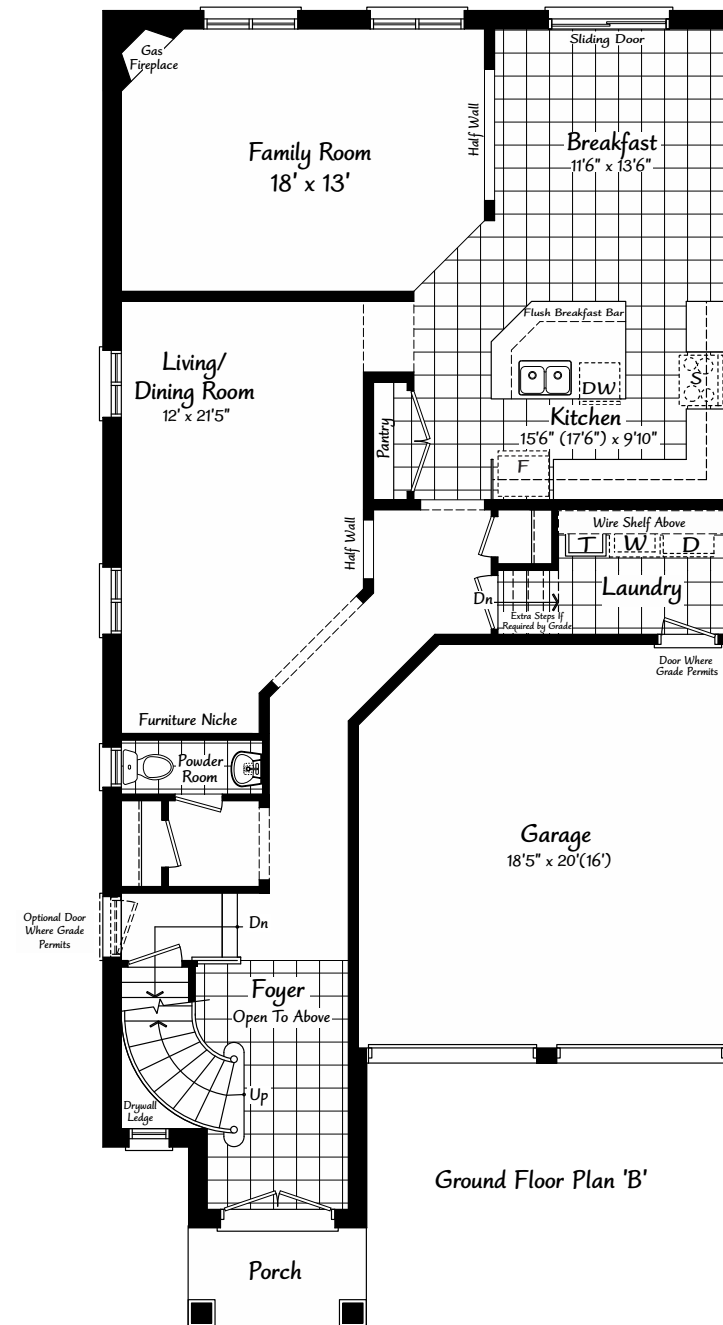 Gas
Fireplace
Sliding Door
Family Room
18' x 13'
Half Wall
Breakfast
11'6" x 13'6"
Flush Breakfast Bar
Living/
Dining Room
12' x 21'5"
DW
S
Pantry
Kitchen
15'6" (17'6") x 9'10"
F
Half Wall
Wire Shelf Above
T W D
Laundry
Dn
Extra Steps If
Required by Grade
Door Where
Grade Permits
Furniture Niche
Powder
Room
Garage
18'5" x 20'(16')
Optional Door
Where Grade
Permits
Dn
Foyer
Open To Above
Up
Drywall
Ledge
Ground Floor Plan 'B'
Porch